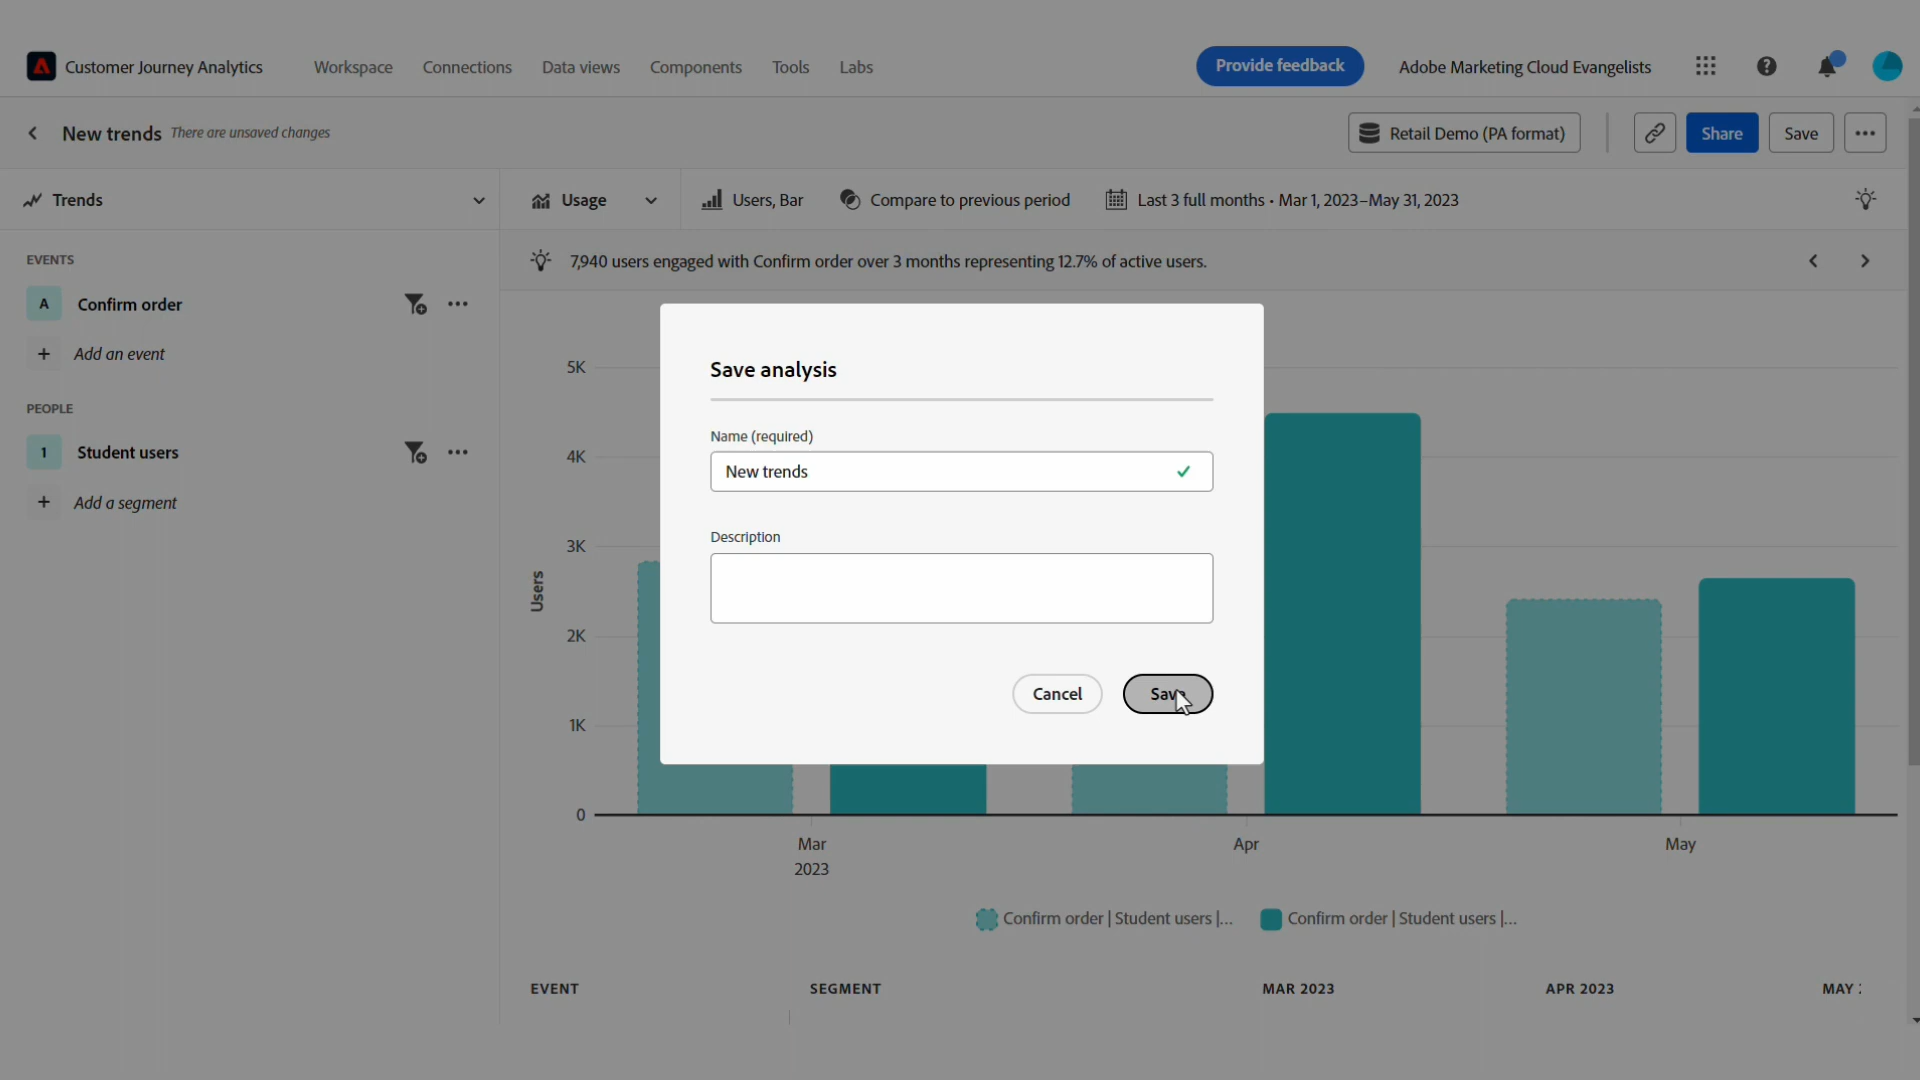 Customer Journey Analytics Workspace Connections Data views Components Tools Labs Provide feedback Adobe Marketing Cloud Evangelists
New trends There are unsaved changes Retail Demo (PA format) Share Save
Trends Usage Users, Bar Compare to previous period Last 3 full months • Mar 1, 2023–May 31, 2023
EVENTS
7,940 users engaged with Confirm order over 3 months representing 12.7% of active users.
A Confirm order
+ Add an event
PEOPLE
1 Student users
+ Add a segment
Save analysis
Name (required)
New trends
Description
Cancel Save
Users
5K
4K
3K
2K
1K
0
Mar Apr May
2023
Confirm order | Student users |... Confirm order | Student users |...
EVENT SEGMENT MAR 2023 APR 2023 MAY